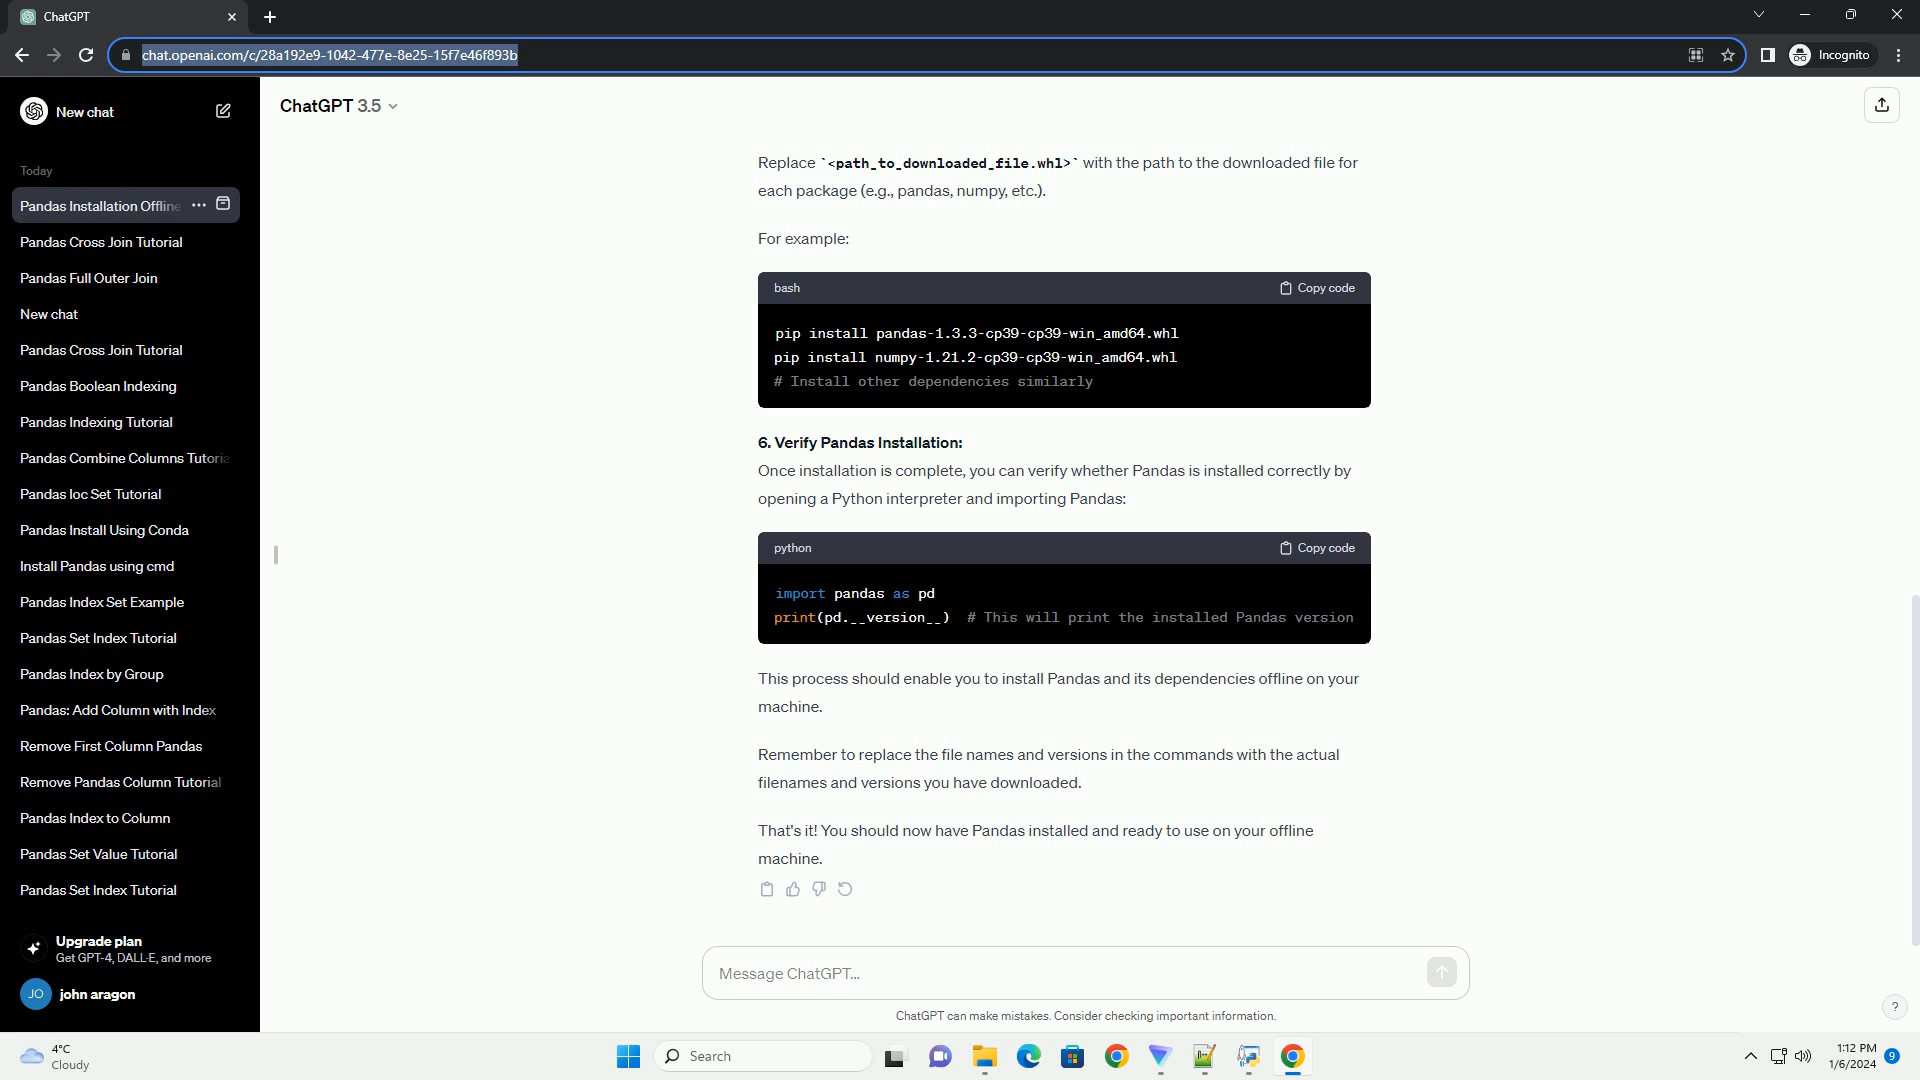 ChatGPT
chat.openai.com/c/28a192e9-1042-477e-8e25-15f7e46f893b
Incognito
New chat
Today
Pandas Installation Offline
Pandas Cross Join Tutorial
Pandas Full Outer Join
New chat
Pandas Cross Join Tutorial
Pandas Boolean Indexing
Pandas Indexing Tutorial
Pandas Combine Columns Tutoria
Pandas loc Set Tutorial
Pandas Install Using Conda
Install Pandas using cmd
Pandas Index Set Example
Pandas Set Index Tutorial
Pandas Index by Group
Pandas: Add Column with Index
Remove First Column Pandas
Remove Pandas Column Tutorial
Pandas Index to Column
Pandas Set Value Tutorial
Pandas Set Index Tutorial
Upgrade plan
Get GPT-4, DALL·E, and more
JO john aragon
ChatGPT 3.5
Replace `<path_to_downloaded_file.whl>` with the path to the downloaded file for
each package (e.g., pandas, numpy, etc.).
For example:
bash Copy code
pip install pandas-1.3.3-cp39-cp39-win_amd64.whl
pip install numpy-1.21.2-cp39-cp39-win_amd64.whl
# Install other dependencies similarly
6. Verify Pandas Installation:
Once installation is complete, you can verify whether Pandas is installed correctly by
opening a Python interpreter and importing Pandas:
python Copy code
import pandas as pd
print(pd.__version__)  # This will print the installed Pandas version
This process should enable you to install Pandas and its dependencies offline on your
machine.
Remember to replace the file names and versions in the commands with the actual
filenames and versions you have downloaded.
That's it! You should now have Pandas installed and ready to use on your offline
machine.
Message ChatGPT...
ChatGPT can make mistakes. Consider checking important information.
?
4°C
Cloudy
Search
1:12 PM
1/6/2024
9